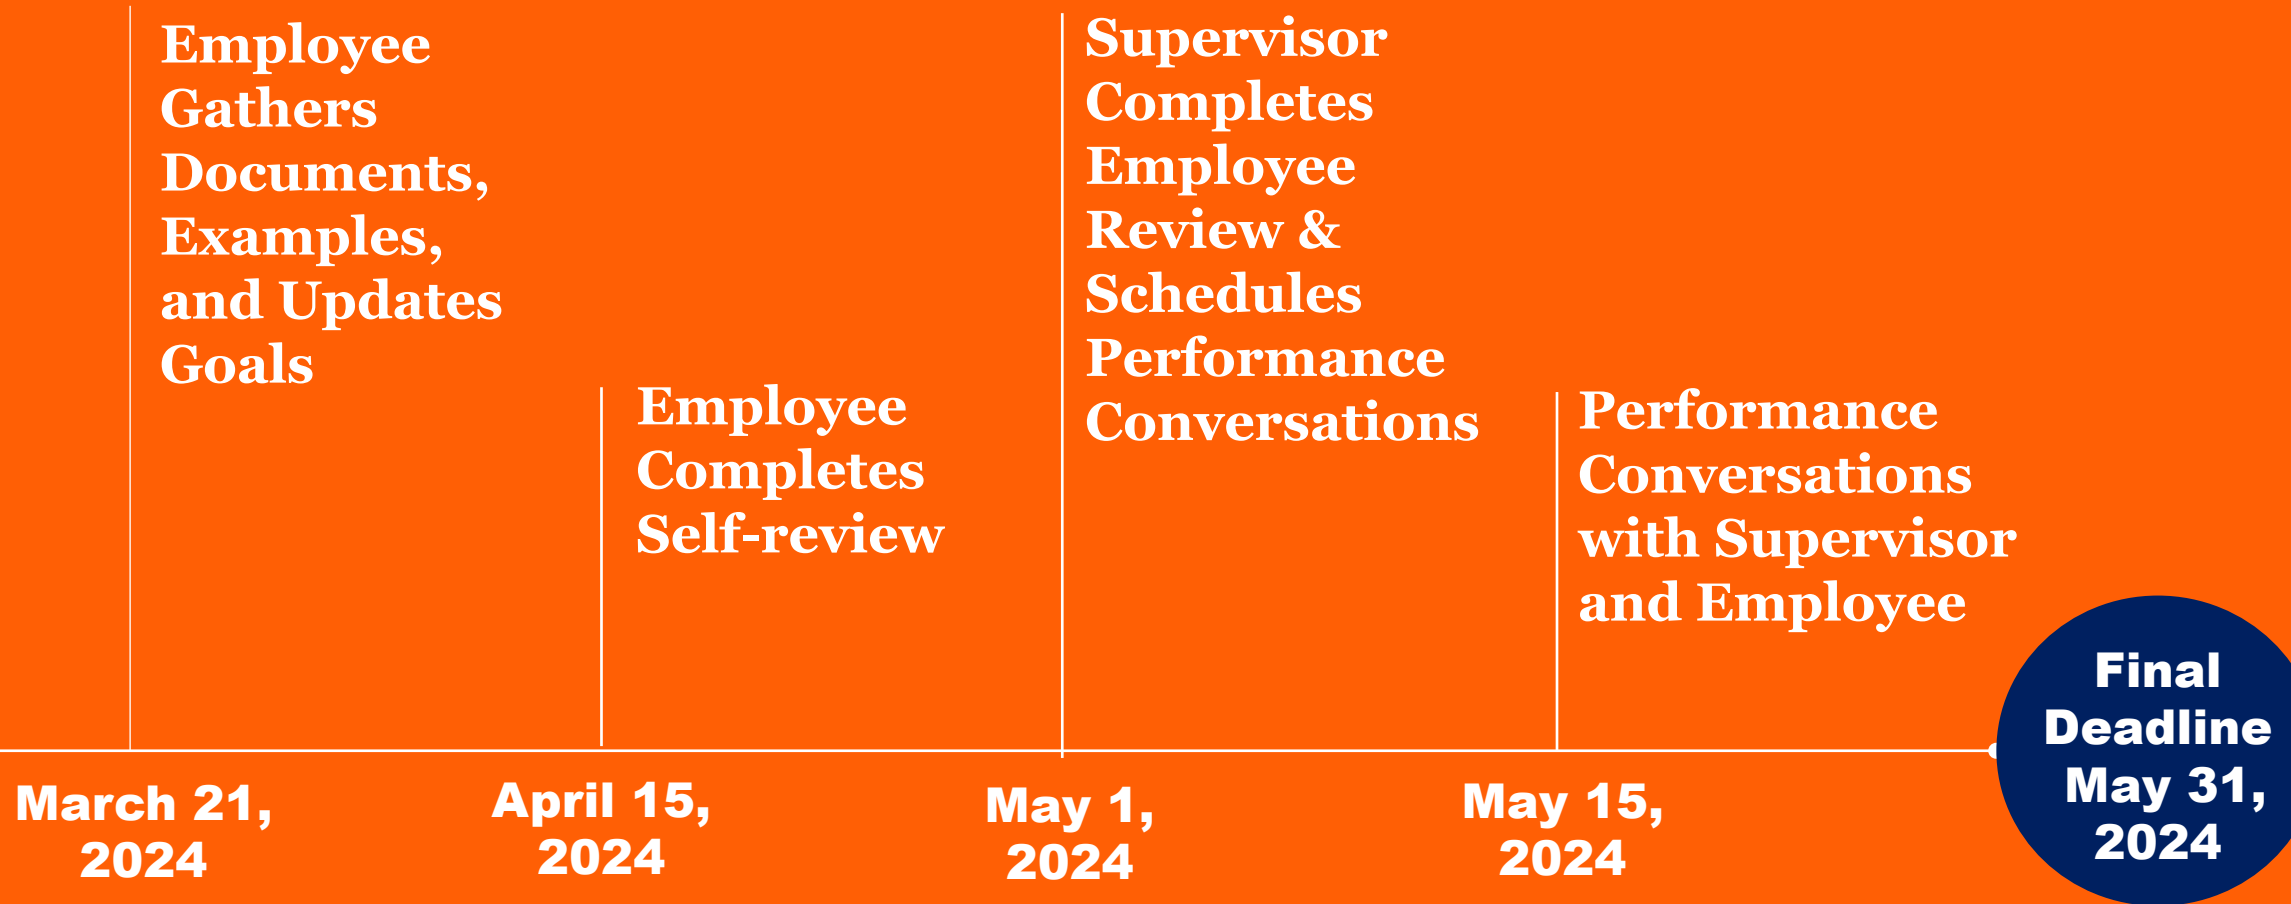 Employee
Gathers
Documents,
Examples,
and Updates
Goals
Employee
Completes
Self-review
Supervisor
Completes
Employee
Review &
Schedules
Performance
Conversations
Performance
Conversations
with Supervisor
and Employee
March 21,
2024
April 15,
2024
May 1,
2024
May 15,
2024
Final
Deadline
May 31,
2024